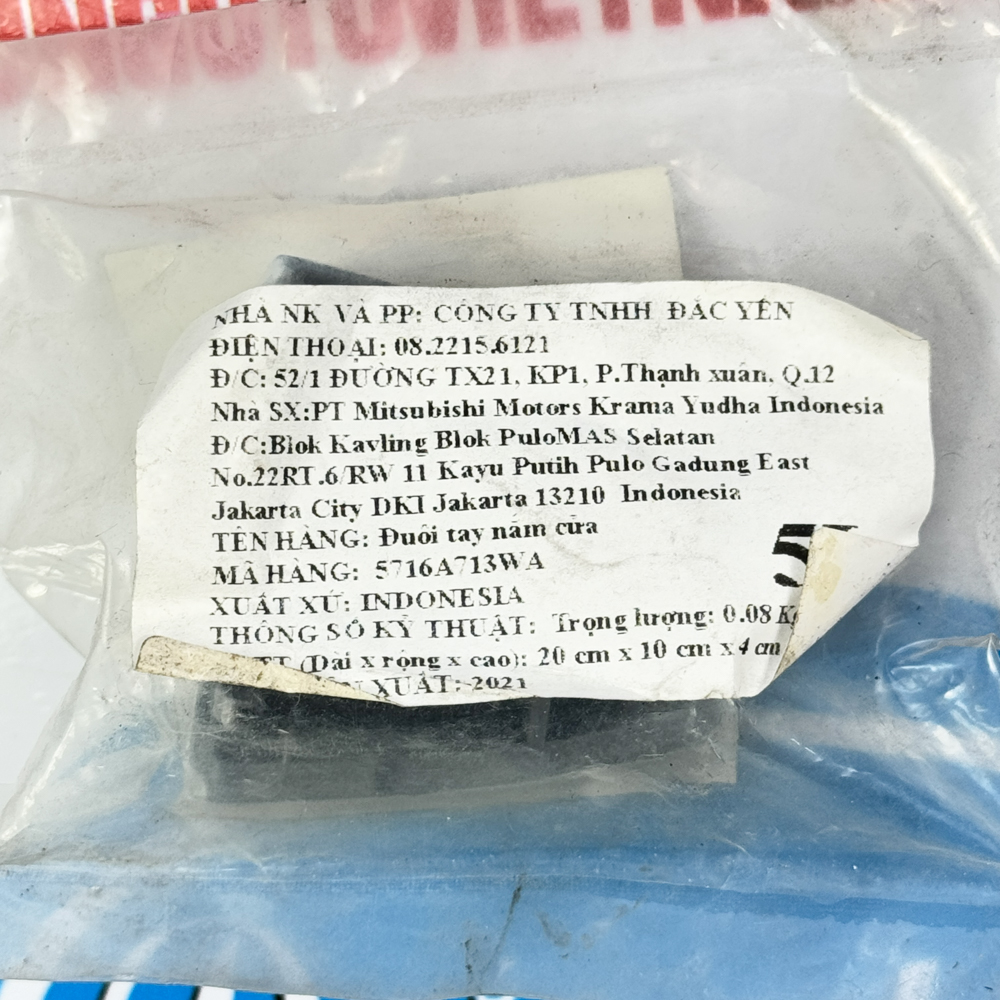 NHÀ NK VÀ PP: CÔNG TY TNHH ĐẮC YÊN
ĐIỆN THOẠI: 08.2215.6121
Đ/C: 52/1 ĐƯỜNG TX21, KP1, P.Thạnh xuân, Q.12
Nhà SX:PT Mitsubishi Motors Krama Yudha Indonesia
Đ/C:Blok Kavling Blok PuloMAS Selatan
No.22RT.6/RW 11 Kayu Putih Pulo Gadung East
Jakarta City DKI Jakarta 13210 Indonesia
TÊN HÀNG: Đuôi tay nắm cửa
MÃ HÀNG: 5716A713WA
5
XUẤT XỨ: INDONESIA
THÔNG SỐ KỸ THUẬT: Trọng lượng: 0.08 K
(Dài x rộng x cao): 20 cm x 10 cm x 4 cm
XUẤT: 2021